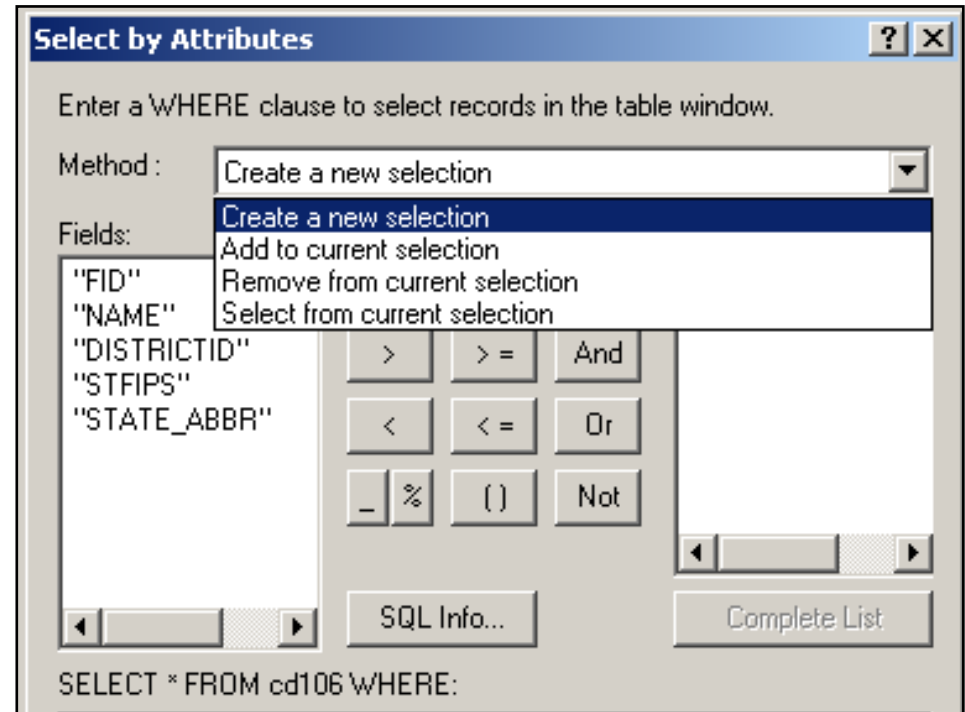 Select by Attributes
? X
Enter a WHERE clause to select records in the table window.
Method : Create a new selection
Create a new selection
Add to current selection
Remove from current selection
Select from current selection
Fields:
"FID"
"NAME"
"DISTRICTID"
"STFIPS"
"STATE_ABBR"
> > = And
< < = Or
_ % ( ) Not
SQL Info...
Complete List
SELECT * FROM cd106 WHERE: